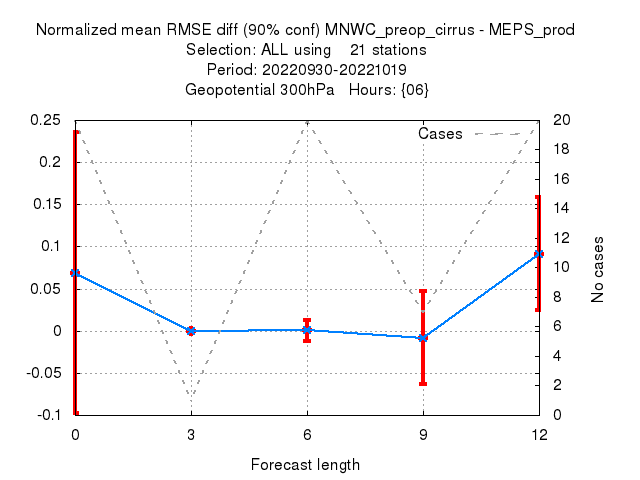 Normalized mean RMSE diff (90% conf) MNWC_preop_cirrus - MEPS_prod
Selection: ALL using    21 stations
Period: 20220930-20221019
Geopotential 300hPa   Hours: {06}
Cases
0.25
0.2
0.15
0.1
0.05
0
-0.05
-0.1
20
18
16
14
12
10
8
6
4
2
0
No cases
0 3 6 9 12
Forecast length